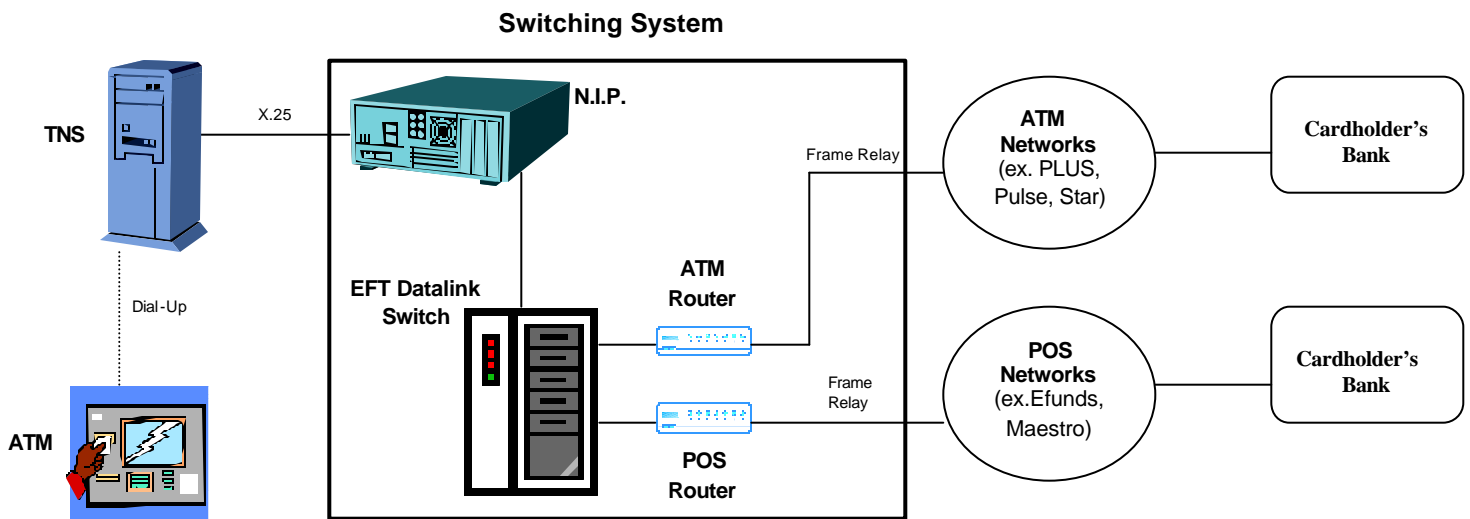 Switching System
TNS
X.25
N.I.P.
Dial-Up
ATM
EFT Datalink
Switch
ATM
Router
POS
Router
Frame Relay
Frame
Relay
ATM
Networks
(ex. PLUS,
Pulse, Star)
Cardholder's
Bank
POS
Networks
(ex.Efunds,
Maestro)
Cardholder's
Bank